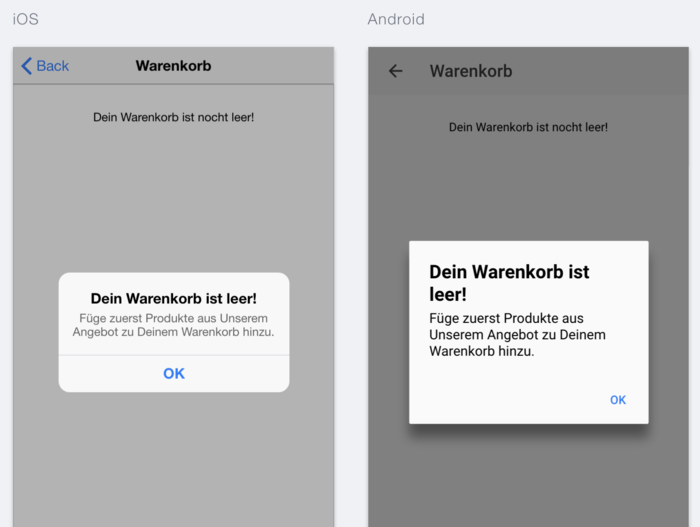 iOS
Back
Warenkorb
Dein Warenkorb ist nocht leer!
Dein Warenkorb ist leer!
Füge zuerst Produkte aus Unserem
Angebot zu Deinem Warenkorb hinzu.
OK
Android
Warenkorb
Dein Warenkorb ist nocht leer!
Dein Warenkorb ist
leer!
Füge zuerst Produkte aus
Unserem Angebot zu Deinem
Warenkorb hinzu.
OK